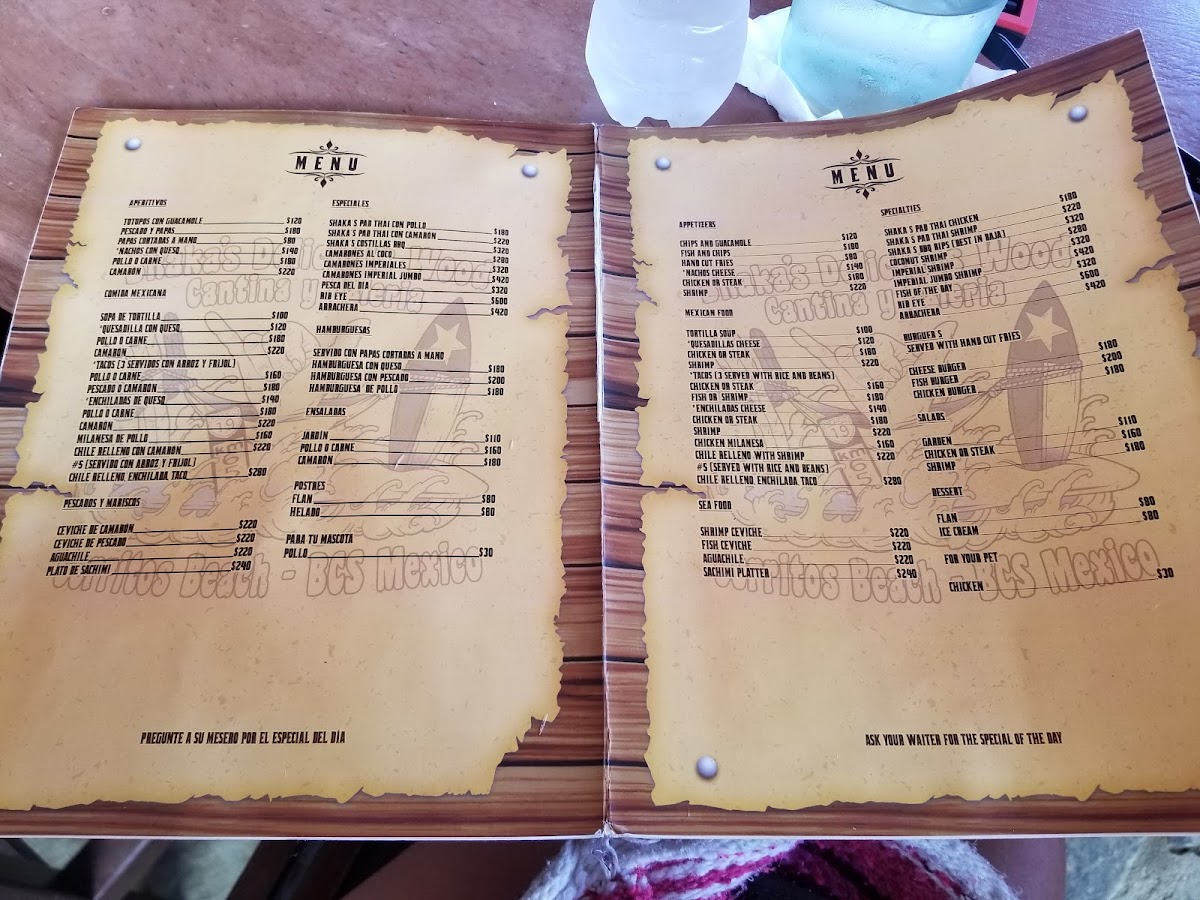 MENU
APERITIVOS
TOTOPOS CON GUACAMOLE $120
PESCADO Y PAPAS $180
PAPAS CORTADAS A MANO $80
*NACHOS CON QUESO $140
POLLO O CARNE $180
CAMARON $220
COMIDA MEXICANA
SOPA DE TORTILLA $100
*QUESADILLA CON QUESO $120
POLLO O CARNE $180
CAMARON $220
*TACOS (3 SERVIDOS CON ARROZ Y FRIJOL)
POLLO O CARNE $160
PESCADO O CAMARON $180
*ENCHILADAS DE QUESO $140
POLLO O CARNE $180
CAMARON $220
MILANESA DE POLLO $160
CHILE RELLENO CON CAMARON $220
#5 (SERVIDO CON ARROZ Y FRIJOL)
CHILE RELLENO, ENCHILADA, TACO $280
PESCADOS Y MARISCOS
CEVICHE DE CAMARON $220
CEVICHE DE PESCADO $220
AGUACHILE $220
PLATO DE SACHIMI $240
ESPECIALES
SHAKA S PAD THAI CON POLLO $180
SHAKA S PAD THAI CON CAMARON $220
SHAKA S COSTILLAS BBQ $320
CAMARONES AL COCO $280
CAMARONES IMPERIALES $320
CAMARONES IMPERIAL JUMBO $420
PESCA DEL DIA $320
RIB EYE $600
ARRACHERA $420
HAMBURGUESAS
SERVIDO CON PAPAS CORTADAS A MANO
HAMBURGUESA CON QUESO $180
HAMBURGUESA CON PESCADO $200
HAMBURGUESA DE POLLO $180
ENSALADAS
JARDIN $110
POLLO O CARNE $160
CAMARON $180
POSTRES
FLAN $80
HELADO $80
PARA TU MASCOTA
POLLO $30
Cerritos Beach - BCS Mexico
PREGUNTE A SU MESERO POR EL ESPECIAL DEL DÍA
MENU
APPETIZERS
CHIPS AND GUACAMOLE $120
FISH AND CHIPS $180
HAND CUT FRIES $80
*NACHOS CHEESE $140
CHICKEN OR STEAK $180
SHRIMP $220
MEXICAN FOOD
TORTILLA SOUP $100
*QUESADILLAS CHEESE $120
CHICKEN OR STEAK $180
SHRIMP $220
*TACOS (3 SERVED WITH RICE AND BEANS)
CHICKEN OR STEAK $160
FISH OR SHRIMP $180
*ENCHILADAS CHEESE $140
CHICKEN OR STEAK $180
SHRIMP $220
CHICKEN MILANESA $160
CHILE RELLENO WITH SHRIMP $220
#5 (SERVED WITH RICE AND BEANS)
CHILE RELLENO, ENCHILADA, TACO $280
SEA FOOD
SHRIMP CEVICHE $220
FISH CEVICHE $220
AGUACHILE $220
SACHIMI PLATTER $240
SPECIALTIES
SHAKA S PAD THAI CHICKEN $180
SHAKA S PAD THAI SHRIMP $220
SHAKA S BBQ RIPS (BEST IN BAJA) $320
COCONUT SHRIMP $280
IMPERIAL SHRIMP $320
IMPERIAL JUMBO SHRIMP $420
FISH OF THE DAY $320
RIB EYE $600
ARRACHERA $420
BURGUER S
SERVED WITH HAND CUT FRIES
CHEESE BURGER $180
FISH BURGER $200
CHICKEN BURGER $180
SALADS
GARDEN $110
CHICKEN OR STEAK $160
SHRIMP $180
DESSERT
FLAN $80
ICE CREAM $80
FOR YOUR PET
CHICKEN $30
Cerritos Beach - BCS Mexico
ASK YOUR WAITER FOR THE SPECIAL OF THE DAY